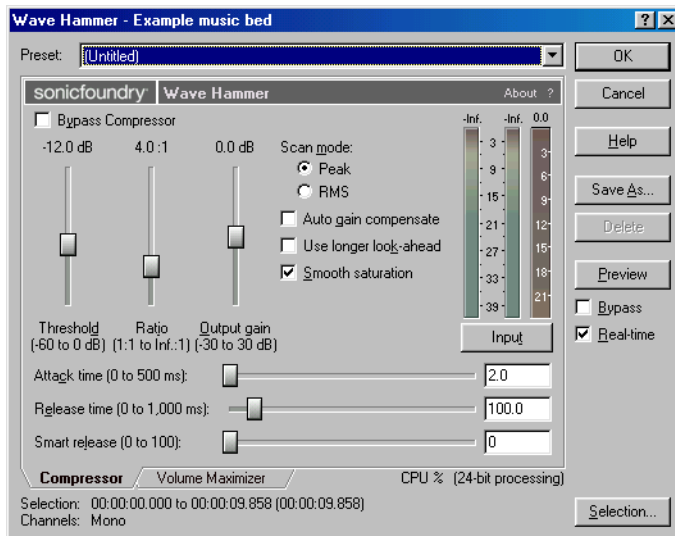 Wave Hammer - Example music bed
Preset: (Untitled)
OK
sonicfoundry Wave Hammer About ?
Cancel
Bypass Compressor
-Inf. -Inf. 0.0
-12.0 dB 4.0 :1 0.0 dB
Scan mode:
Peak
RMS
Auto gain compensate
Use longer look-ahead
Smooth saturation
3
9
15
21
27
33
39
3
6
9
12
15
18
21
Help
Save As...
Delete
Preview
Bypass
Real-time
Threshold Ratio Output gain
(-60 to 0 dB) (1:1 to Inf.:1) (-30 to 30 dB)
Input
Attack time (0 to 500 ms): 2.0
Release time (0 to 1,000 ms): 100.0
Smart release (0 to 100): 0
Compressor Volume Maximizer CPU % (24-bit processing)
Selection: 00:00:00.000 to 00:00:09.858 (00:00:09.858)
Channels: Mono
Selection...